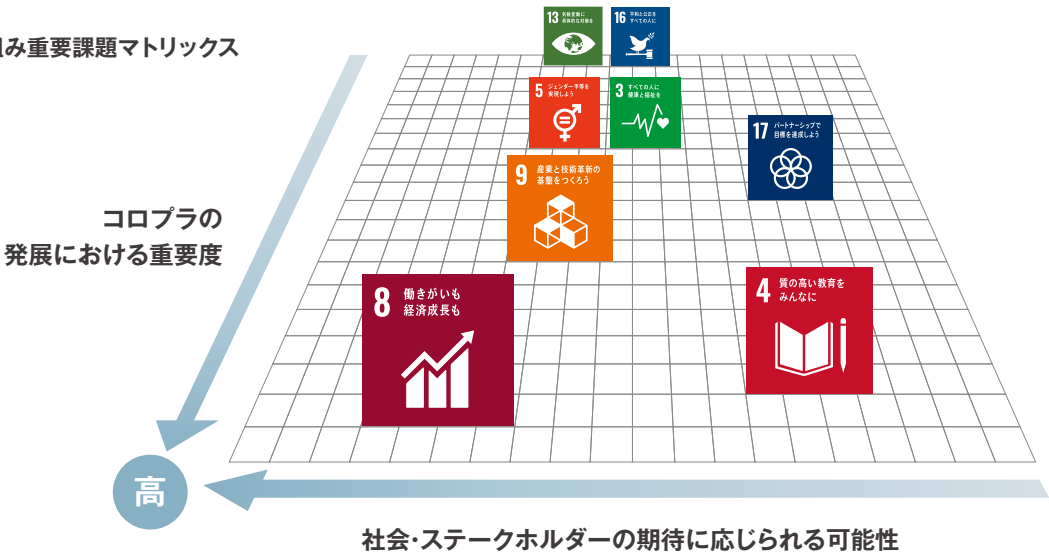 み重要課題マトリックス
13 気候変動に
具体的な対策を
16 平和と公正を
すべての人に
5 ジェンダー平等を
実現しよう
3 すべての人に
健康と福祉を
17 パートナーシップで
目標を達成しよう
9 産業と技術革新の
基盤をつくろう
コロプラの
発展における重要度
8 働きがいも
経済成長も
4 質の高い教育を
みんなに
高
社会・ステークホルダーの期待に応じられる可能性